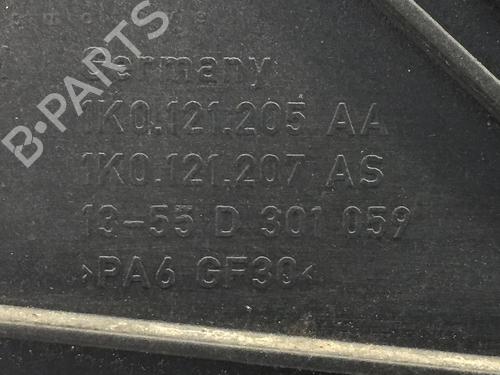 Germany
1K0.121.205 AA
1K0.121.207 AS
13-55 D 301 059
>PA6 GF30<
B-PARTS